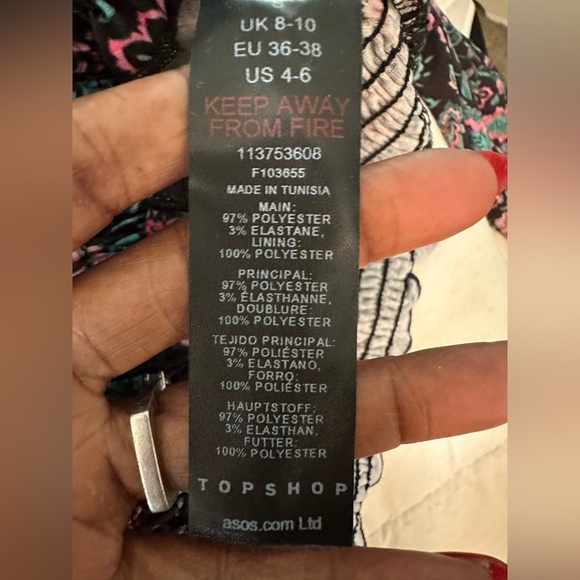 UK 8-10
EU 36-38
US 4-6
KEEP AWAY
FROM FIRE
113753608
F103655
MADE IN TUNISIA
MAIN:
97% POLYESTER
3% ELASTANE,
LINING:
100% POLYESTER
PRINCIPAL:
97% POLYESTER
3% ÉLASTHANNE,
DOUBLURE:
100% POLYESTER
TEJIDO PRINCIPAL:
97% POLIÉSTER
3% ELASTANO,
FORRO:
100% POLIÉSTER
HAUPTSTOFF:
97% POLYESTER
3% ELASTHAN,
FUTTER:
100% POLYESTER
TOPSHOP
asos.com Ltd